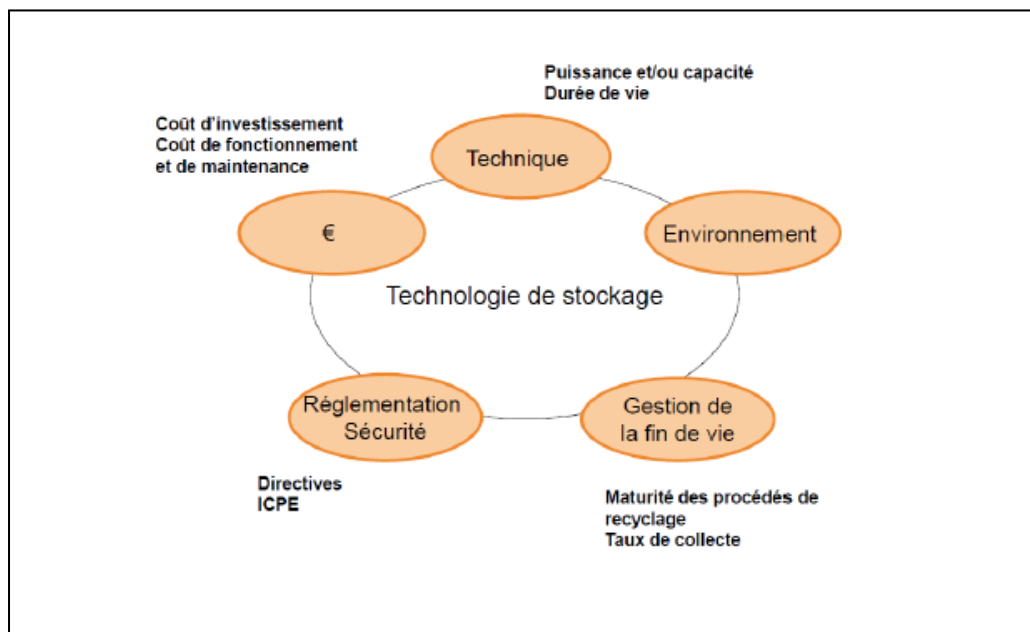 Puissance et/ou capacité
Durée de vie
Coût d'investissement
Coût de fonctionnement
et de maintenance
Technique
€
Environnement
Technologie de stockage
Réglementation
Sécurité
Gestion de
la fin de vie
Directives
ICPE
Maturité des procédés de
recyclage
Taux de collecte